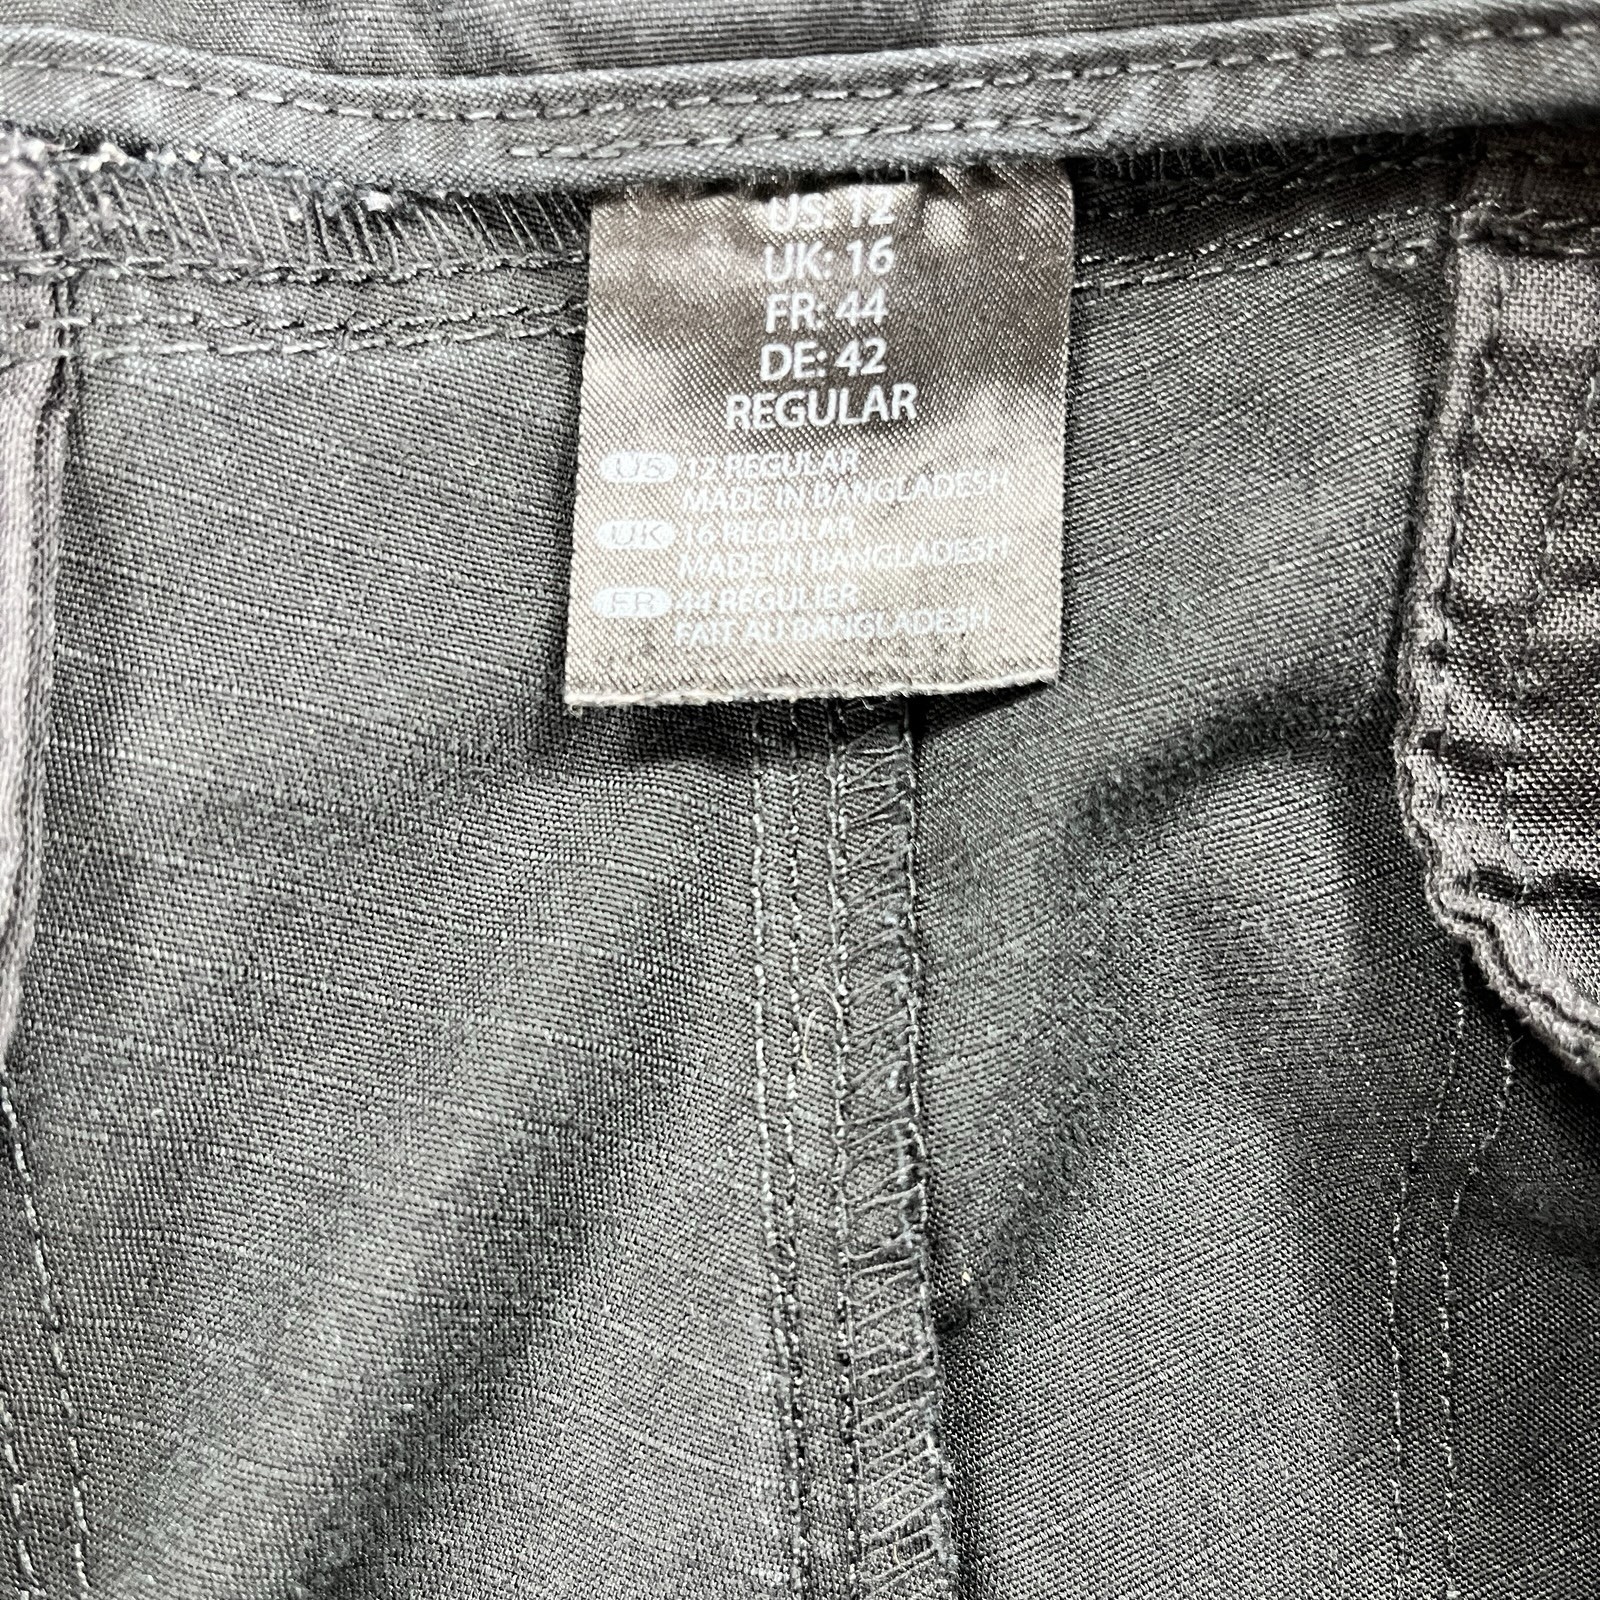 US: 12
UK: 16
FR: 44
DE: 42
REGULAR
US 12 REGULAR
MADE IN BANGLADESH
UK 16 REGULAR
MADE IN BANGLADESH
FR 44 REGULIER
FAIT AU BANGLADESH